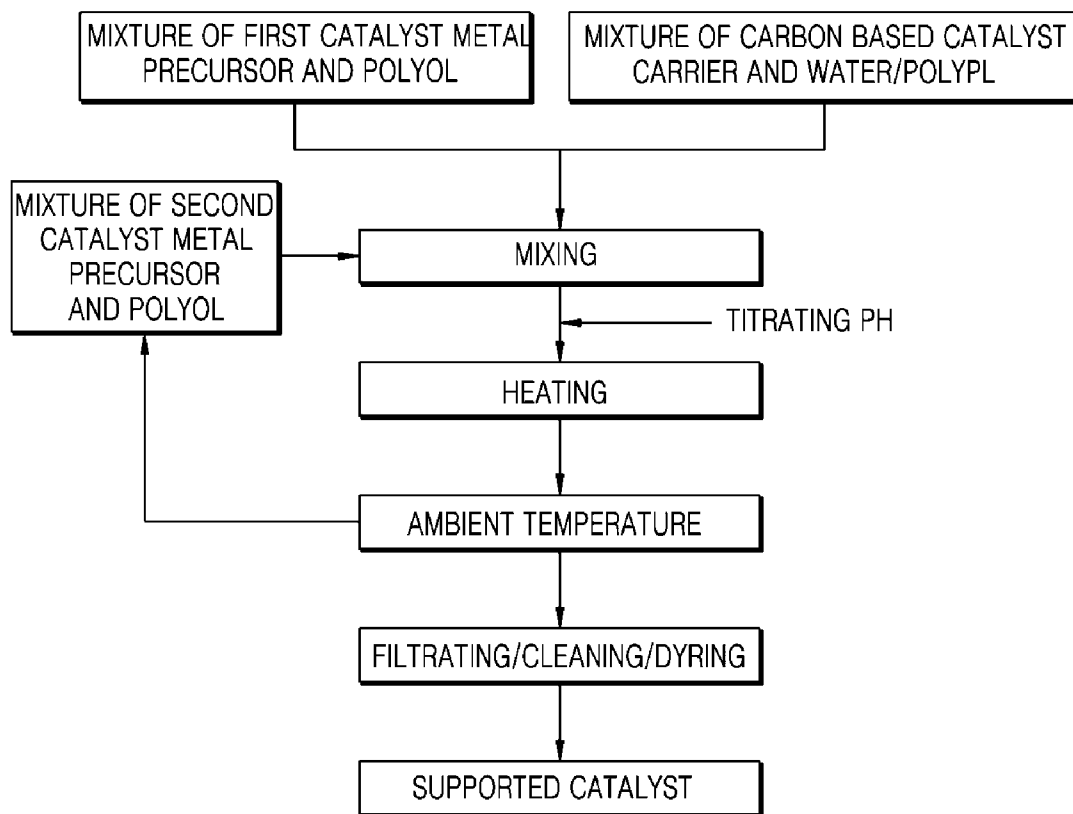 MIXTURE OF FIRST CATALYST METAL
PRECURSOR AND POLYOL
MIXTURE OF CARBON BASED CATALYST
CARRIER AND WATER/POLYPL
MIXTURE OF SECOND
CATALYST METAL
PRECURSOR
AND POLYOL
MIXING
TITRATING PH
HEATING
AMBIENT TEMPERATURE
FILTRATING/CLEANING/DYRING
SUPPORTED CATALYST